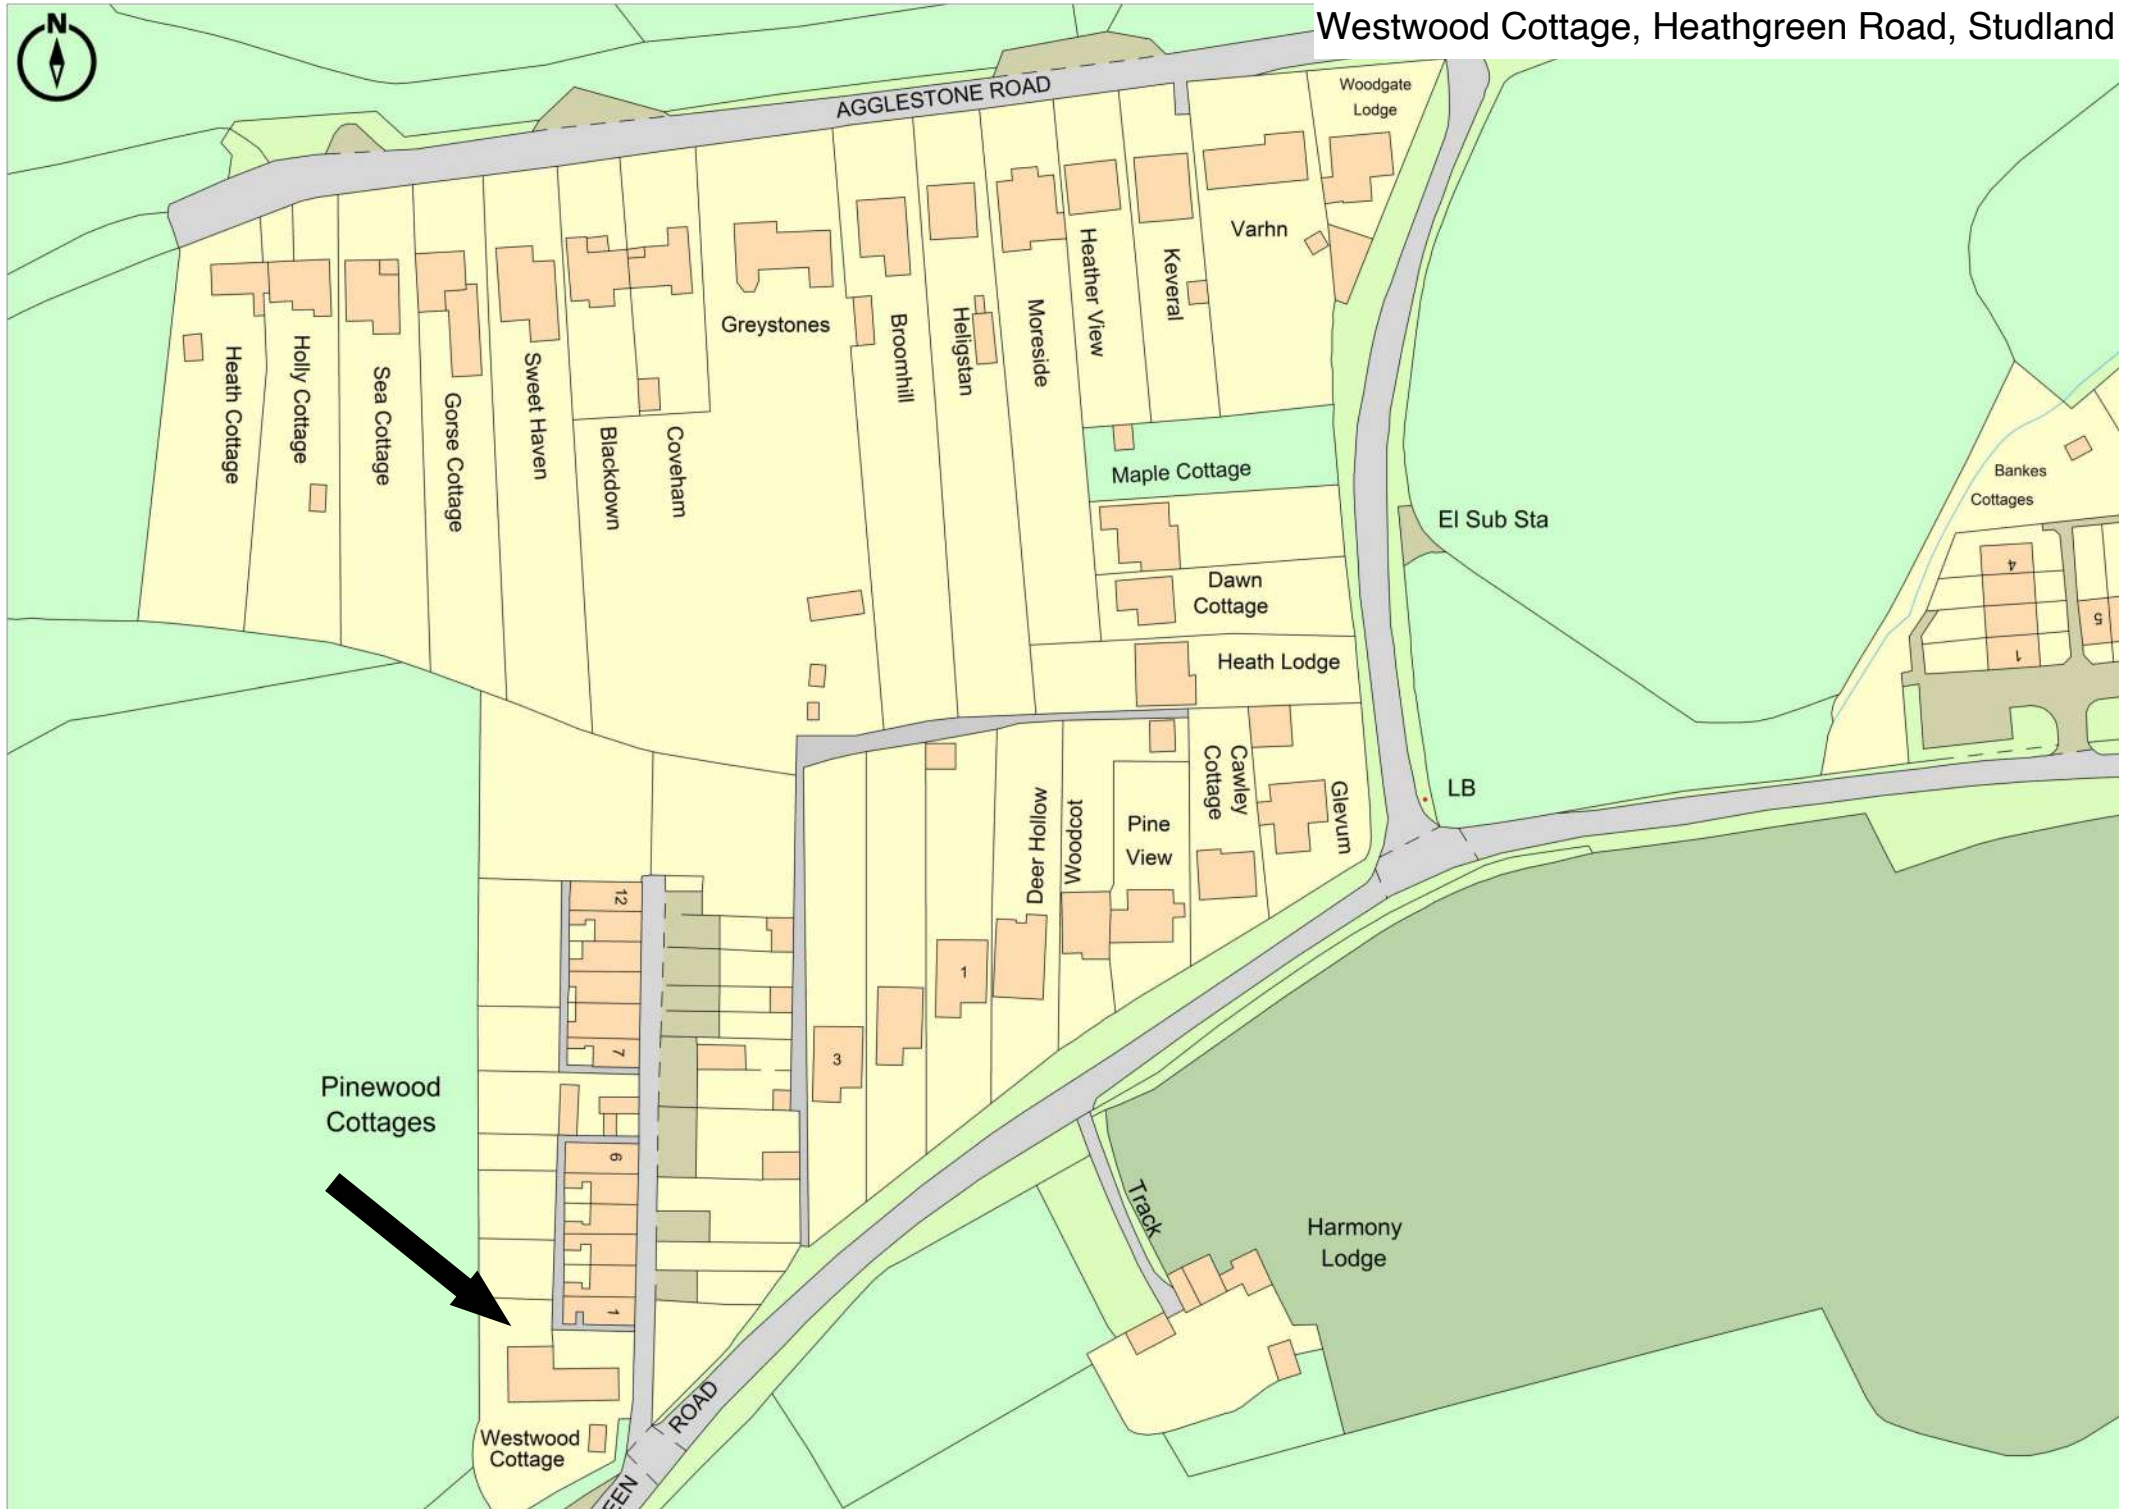 Westwood Cottage, Heathgreen Road, Studland
N
AGGLESTONE ROAD
Woodgate
Lodge
Varhn
Keveral
Heather View
Moreside
Heligstan
Broomhill
Greystones
Coveham
Blackdown
Sweet Haven
Gorse Cottage
Sea Cottage
Holly Cottage
Heath Cottage
Maple Cottage
El Sub Sta
Bankes
Cottages
4
5
1
Dawn
Cottage
Heath Lodge
LB
Cawley
Cottage
Glevum
Pine
View
Woodcot
Deer Hollow
1
3
12
7
Pinewood
Cottages
6
1
Track
Harmony
Lodge
Westwood
Cottage
ROAD
EEN